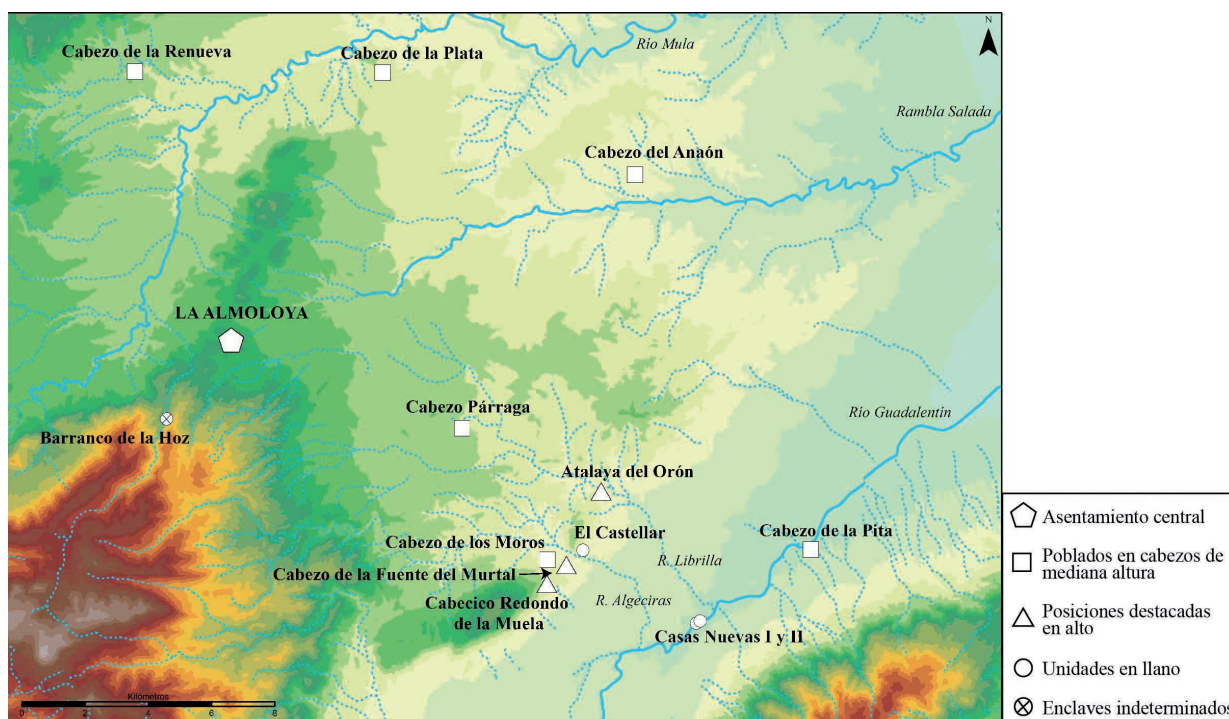 N
Cabezo de la Renueva
Cabezo de la Plata
Río Mula
Rambla Salada
Cabezo del Anaón
LA ALMOLOYA
Cabezo Párraga
Río Guadalentín
Barranco de la Hoz
Atalaya del Orón
El Castellar
Cabezo de la Pita
Cabezo de los Moros
R. Librilla
Cabezo de la Fuente del Murtal
R. Algeciras
Cabecico Redondo
de la Muela
Casas Nuevas I y II
Kilómetros
0 2 4 6 8
Asentamiento central
Poblados en cabezos de
mediana altura
Posiciones destacadas
en alto
Unidades en llano
Enclaves indeterminados